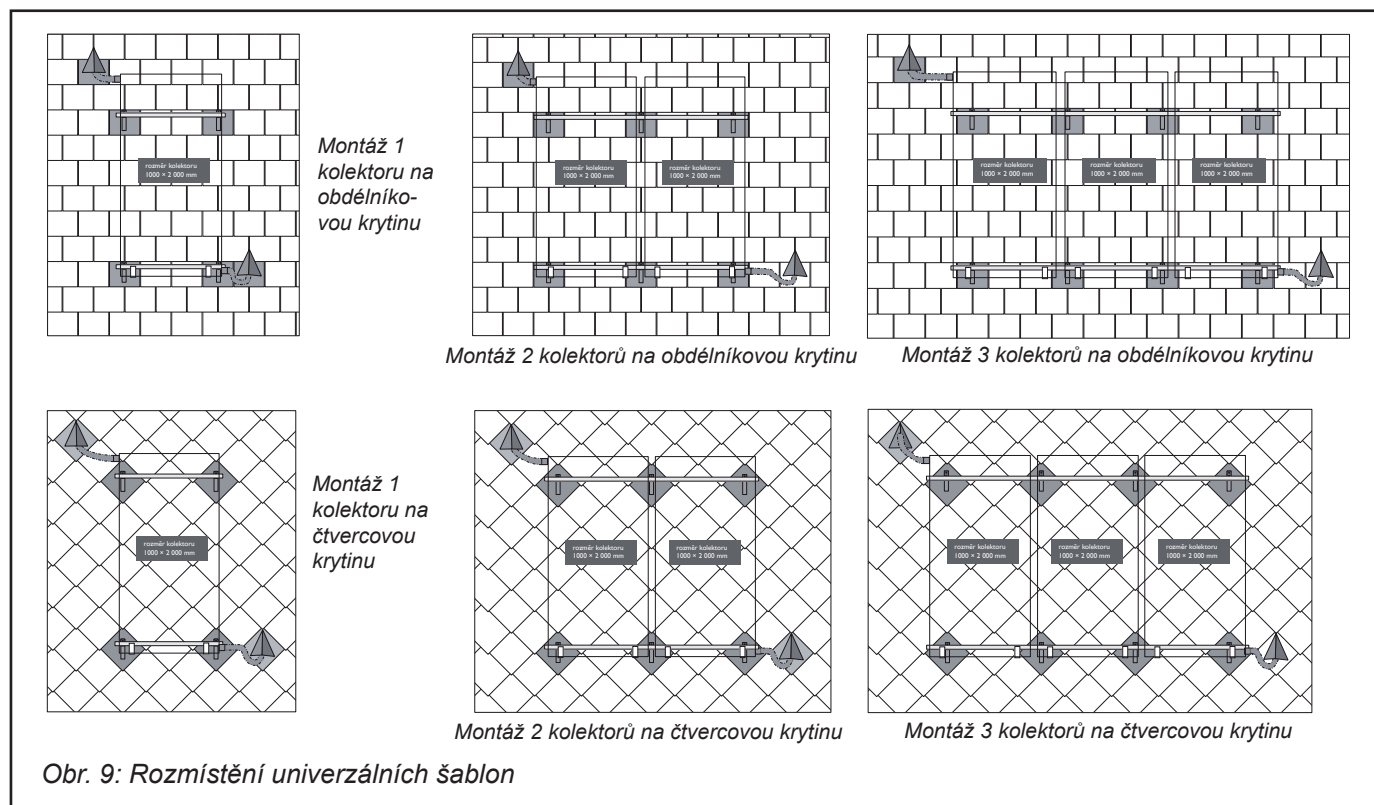 rozměr kolektoru
1000 × 2 000 mm
Montáž 1
kolektoru na
obdélníko-
vou krytinu
rozměr kolektoru
1000 × 2 000 mm
rozměr kolektoru
1000 × 2 000 mm
Montáž 2 kolektorů na obdélníkovou krytinu
rozměr kolektoru
1000 × 2 000 mm
rozměr kolektoru
1000 × 2 000 mm
rozměr kolektoru
1000 × 2 000 mm
Montáž 3 kolektorů na obdélníkovou krytinu
rozměr kolektoru
1000 × 2 000 mm
Montáž 1
kolektoru na
čtvercovou
krytinu
rozměr kolektoru
1000 × 2 000 mm
rozměr kolektoru
1000 × 2 000 mm
Montáž 2 kolektorů na čtvercovou krytinu
rozměr kolektoru
1000 × 2 000 mm
rozměr kolektoru
1000 × 2 000 mm
rozměr kolektoru
1000 × 2 000 mm
Montáž 3 kolektorů na čtvercovou krytinu
Obr. 9: Rozmístění univerzálních šablon